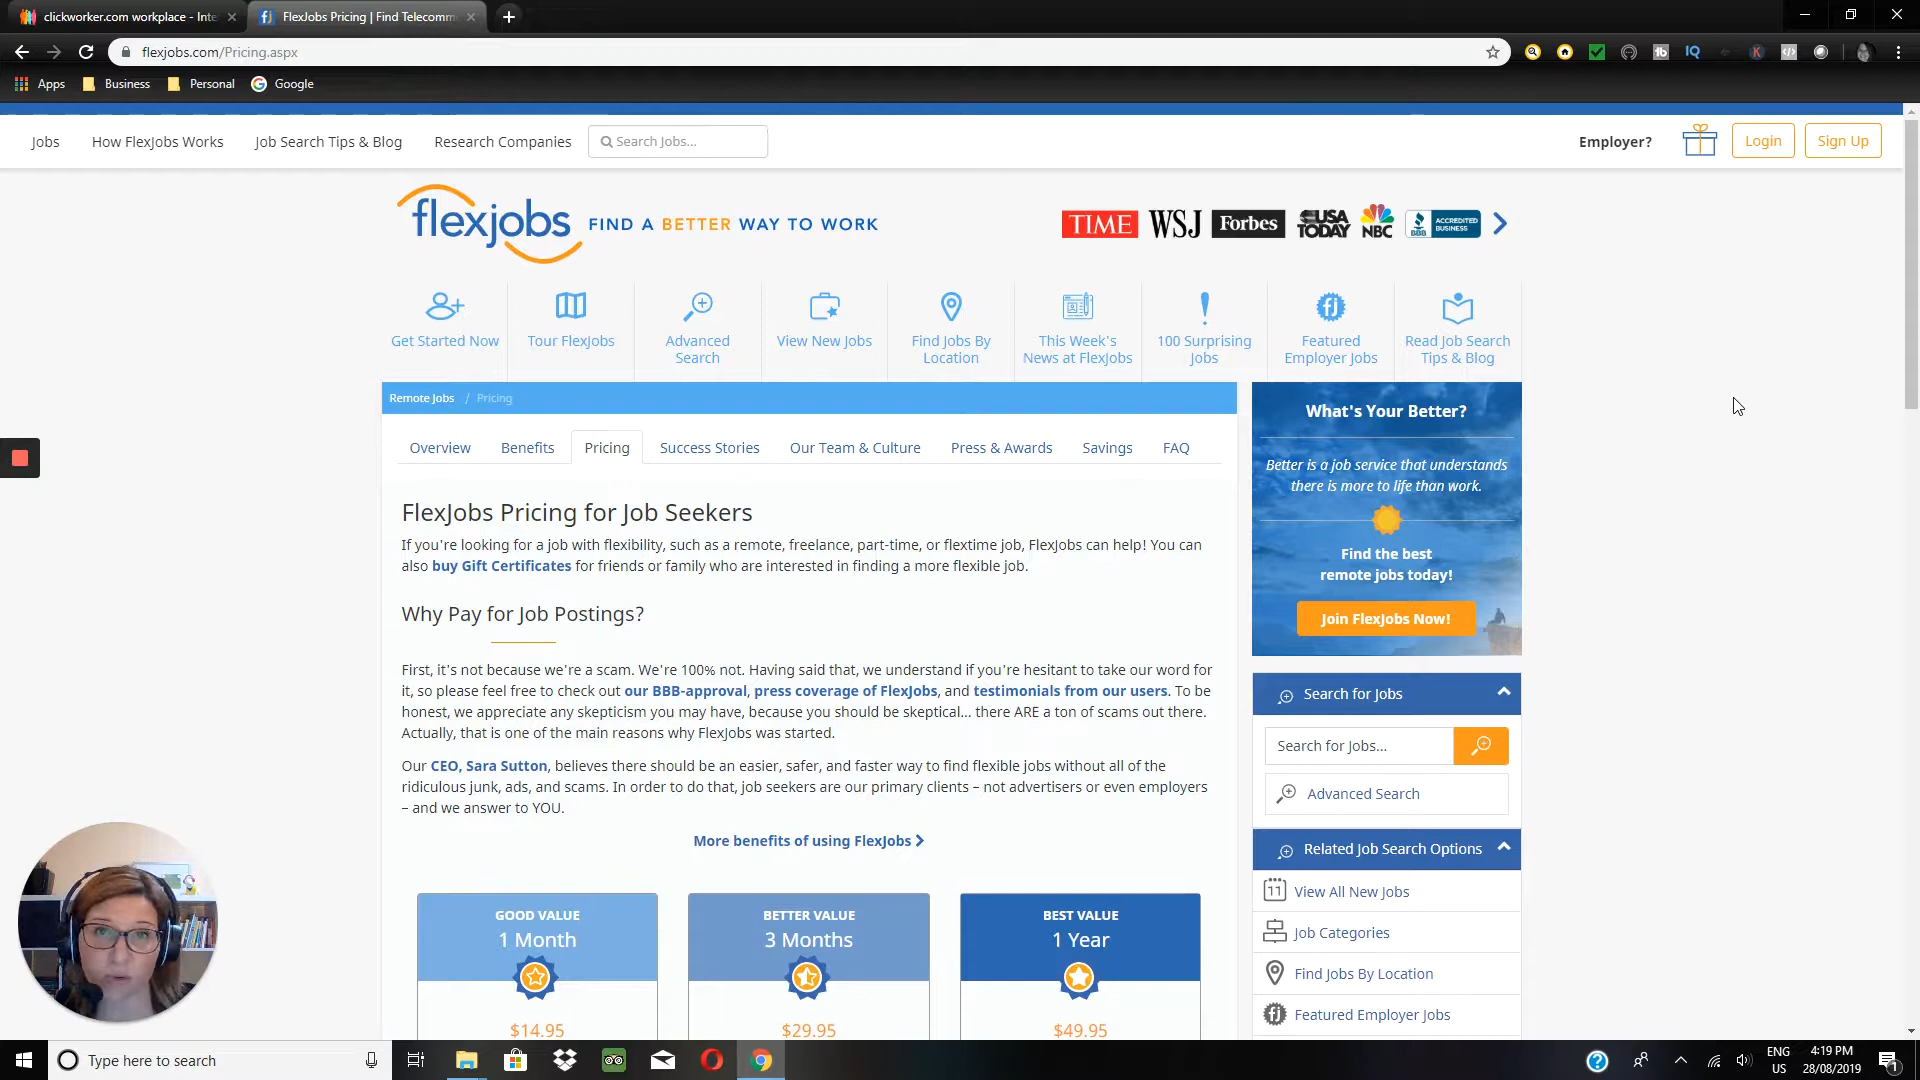 clickworker.com workplace - Inte
FlexJobs Pricing | Find Telecomm
flexjobs.com/Pricing.aspx
Apps Business Personal Google
Jobs How FlexJobs Works Job Search Tips & Blog Research Companies Search Jobs... Employer? Login Sign Up
flexjobs FIND A BETTER WAY TO WORK
TIME WSJ Forbes USA TODAY NBC BBB ACCREDITED BUSINESS
Get Started Now
Tour FlexJobs
Advanced
Search
View New Jobs
Find Jobs By
Location
This Week's
News at FlexJobs
100 Surprising
Jobs
Featured
Employer Jobs
Read Job Search
Tips & Blog
Remote Jobs / Pricing
Overview Benefits Pricing Success Stories Our Team & Culture Press & Awards Savings FAQ
FlexJobs Pricing for Job Seekers
If you're looking for a job with flexibility, such as a remote, freelance, part-time, or flextime job, FlexJobs can help! You can
also buy Gift Certificates for friends or family who are interested in finding a more flexible job.
Why Pay for Job Postings?
First, it's not because we're a scam. We're 100% not. Having said that, we understand if you're hesitant to take our word for
it, so please feel free to check out our BBB-approval, press coverage of FlexJobs, and testimonials from our users. To be
honest, we appreciate any skepticism you may have, because you should be skeptical... there ARE a ton of scams out there.
Actually, that is one of the main reasons why FlexJobs was started.
Our CEO, Sara Sutton, believes there should be an easier, safer, and faster way to find flexible jobs without all of the
ridiculous junk, ads, and scams. In order to do that, job seekers are our primary clients – not advertisers or even employers
– and we answer to YOU.
More benefits of using FlexJobs
GOOD VALUE
1 Month
$14.95
BETTER VALUE
3 Months
$29.95
BEST VALUE
1 Year
$49.95
What's Your Better?
Better is a job service that understands
there is more to life than work.
Find the best
remote jobs today!
Join FlexJobs Now!
Search for Jobs
Search for Jobs...
Advanced Search
Related Job Search Options
View All New Jobs
Job Categories
Find Jobs By Location
Featured Employer Jobs
Type here to search
ENG
US
4:19 PM
28/08/2019